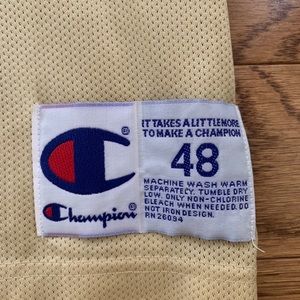 IT TAKES A LITTLE MORE
TO MAKE A CHAMPION
®
48
MACHINE WASH WARM
SEPARATELY. TUMBLE DRY
LOW. ONLY NON-CHLORINE
BLEACH WHEN NEEDED. DO
NOT IRON DESIGN.
RN 26094
Champion
®